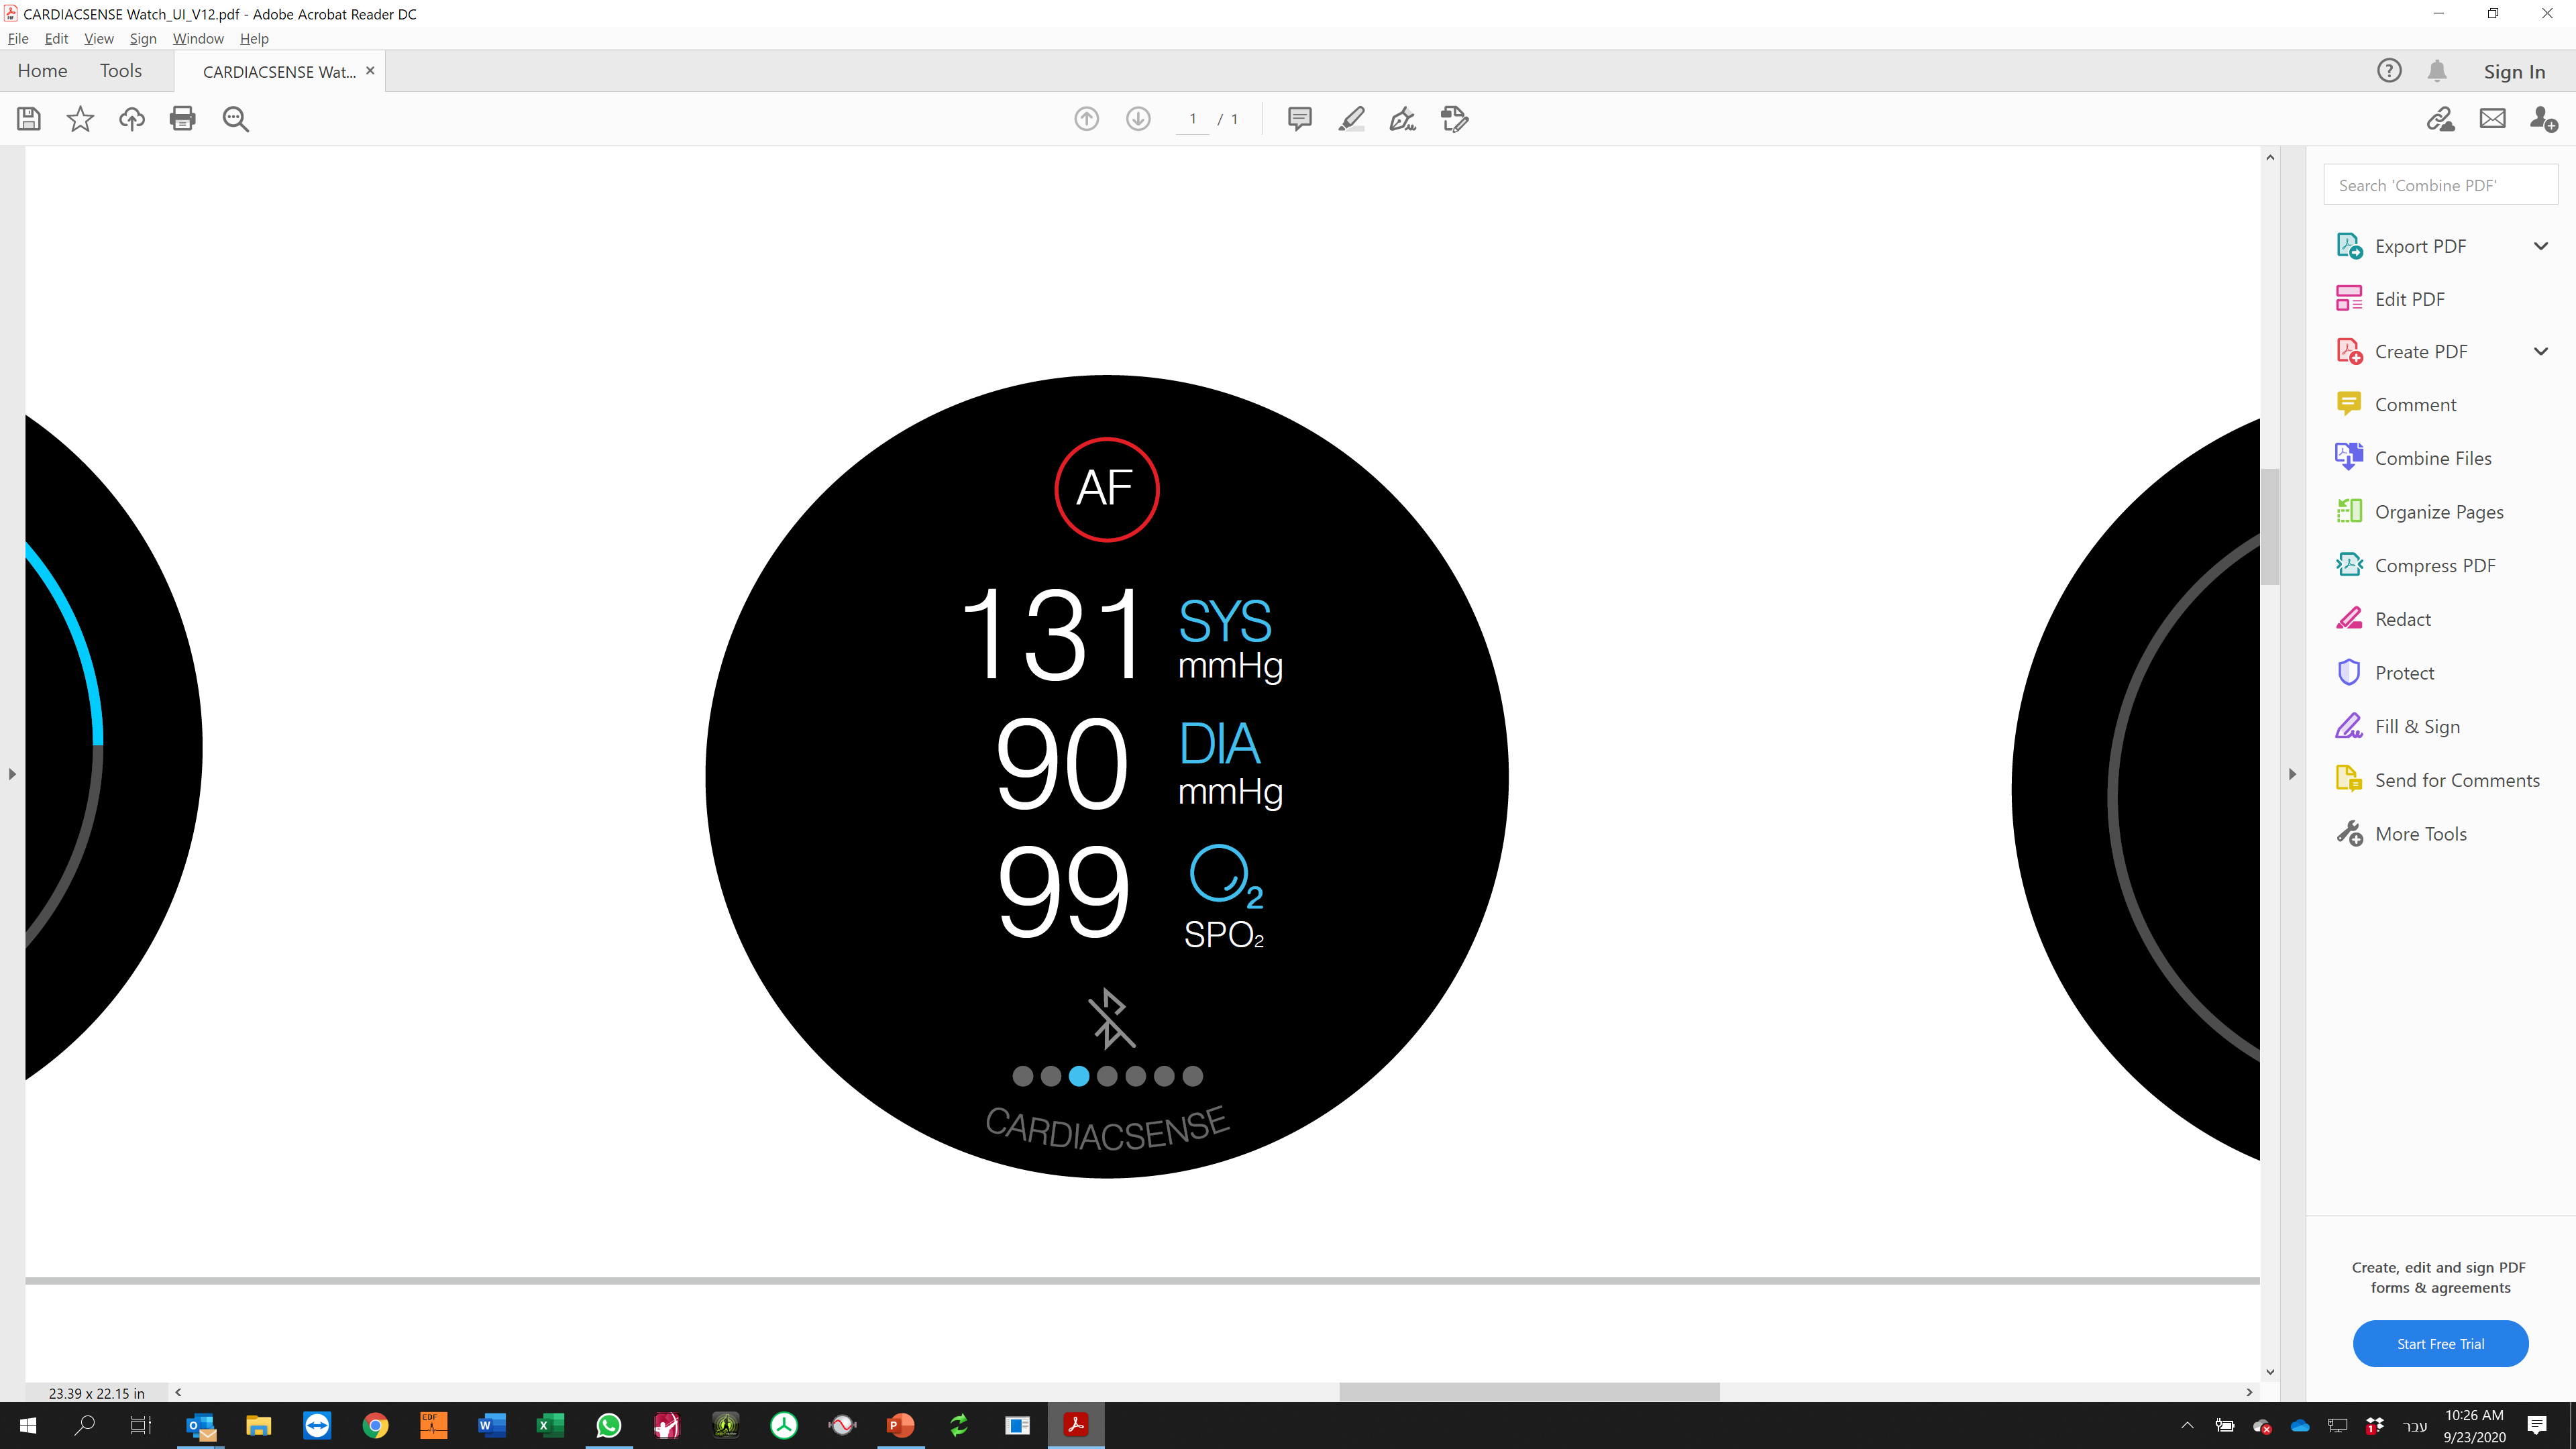 CARDIACSENSE Watch_UI_V12.pdf - Adobe Acrobat Reader DC
File Edit View Sign Window Help
Home Tools CARDIACSENSE Wat... × Sign In
1 / 1
Search 'Combine PDF'
Export PDF
Edit PDF
Create PDF
Comment
Combine Files
Organize Pages
Compress PDF
Redact
Protect
Fill & Sign
Send for Comments
More Tools
AF
131 SYS
mmHg
90 DIA
mmHg
99 O2
SPO2
CARDIACSENSE
Create, edit and sign PDF
forms & agreements
Start Free Trial
23.39 x 22.15 in
EDF
1
עבר
10:26 AM
9/23/2020